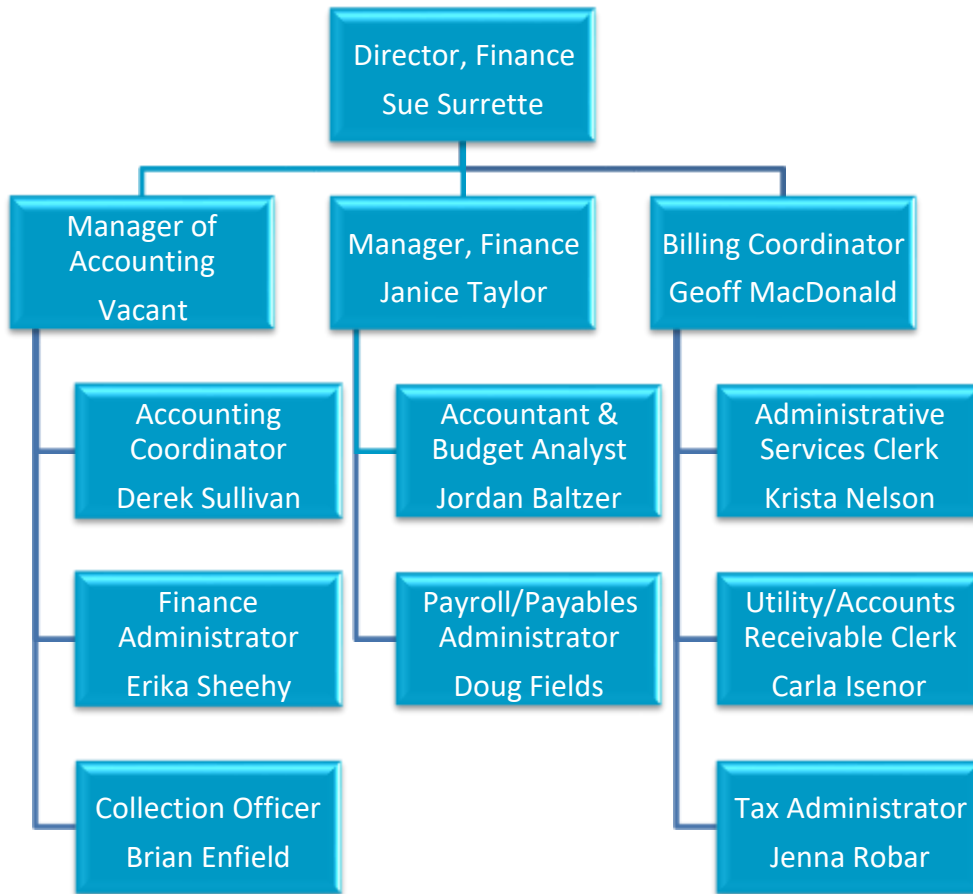 Director, Finance
Sue Surrette
Manager of
Accounting
Vacant
Manager, Finance
Janice Taylor
Billing Coordinator
Geoff MacDonald
Accounting
Coordinator
Derek Sullivan
Accountant &
Budget Analyst
Jordan Baltzer
Administrative
Services Clerk
Krista Nelson
Finance
Administrator
Erika Sheehy
Payroll/Payables
Administrator
Doug Fields
Utility/Accounts
Receivable Clerk
Carla Isenor
Collection Officer
Brian Enfield
Tax Administrator
Jenna Robar